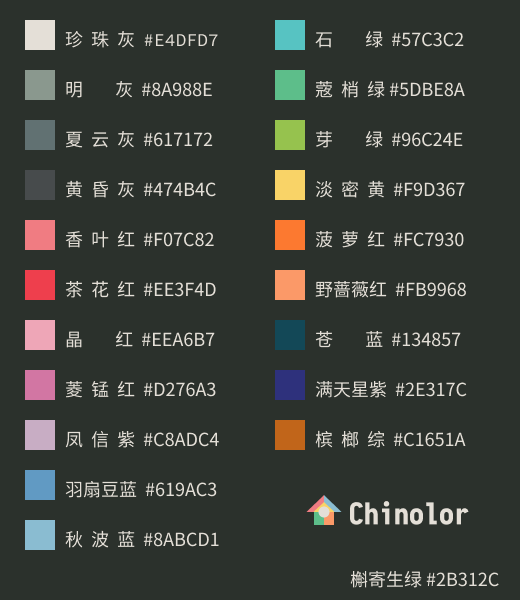 珍珠灰 #E4DFD7
明灰 #8A988E
夏云灰 #617172
黄昏灰 #474B4C
香叶红 #F07C82
茶花红 #EE3F4D
晶红 #EEA6B7
菱锰红 #D276A3
凤信紫 #C8ADC4
羽扇豆蓝 #619AC3
秋波蓝 #8ABCD1
石绿 #57C3C2
蔻梢绿 #5DBE8A
芽绿 #96C24E
淡密黄 #F9D367
菠萝红 #FC7930
野蔷薇红 #FB9968
苍蓝 #134857
满天星紫 #2E317C
槟榔综 #C1651A
Chinolor
槲寄生绿 #2B312C